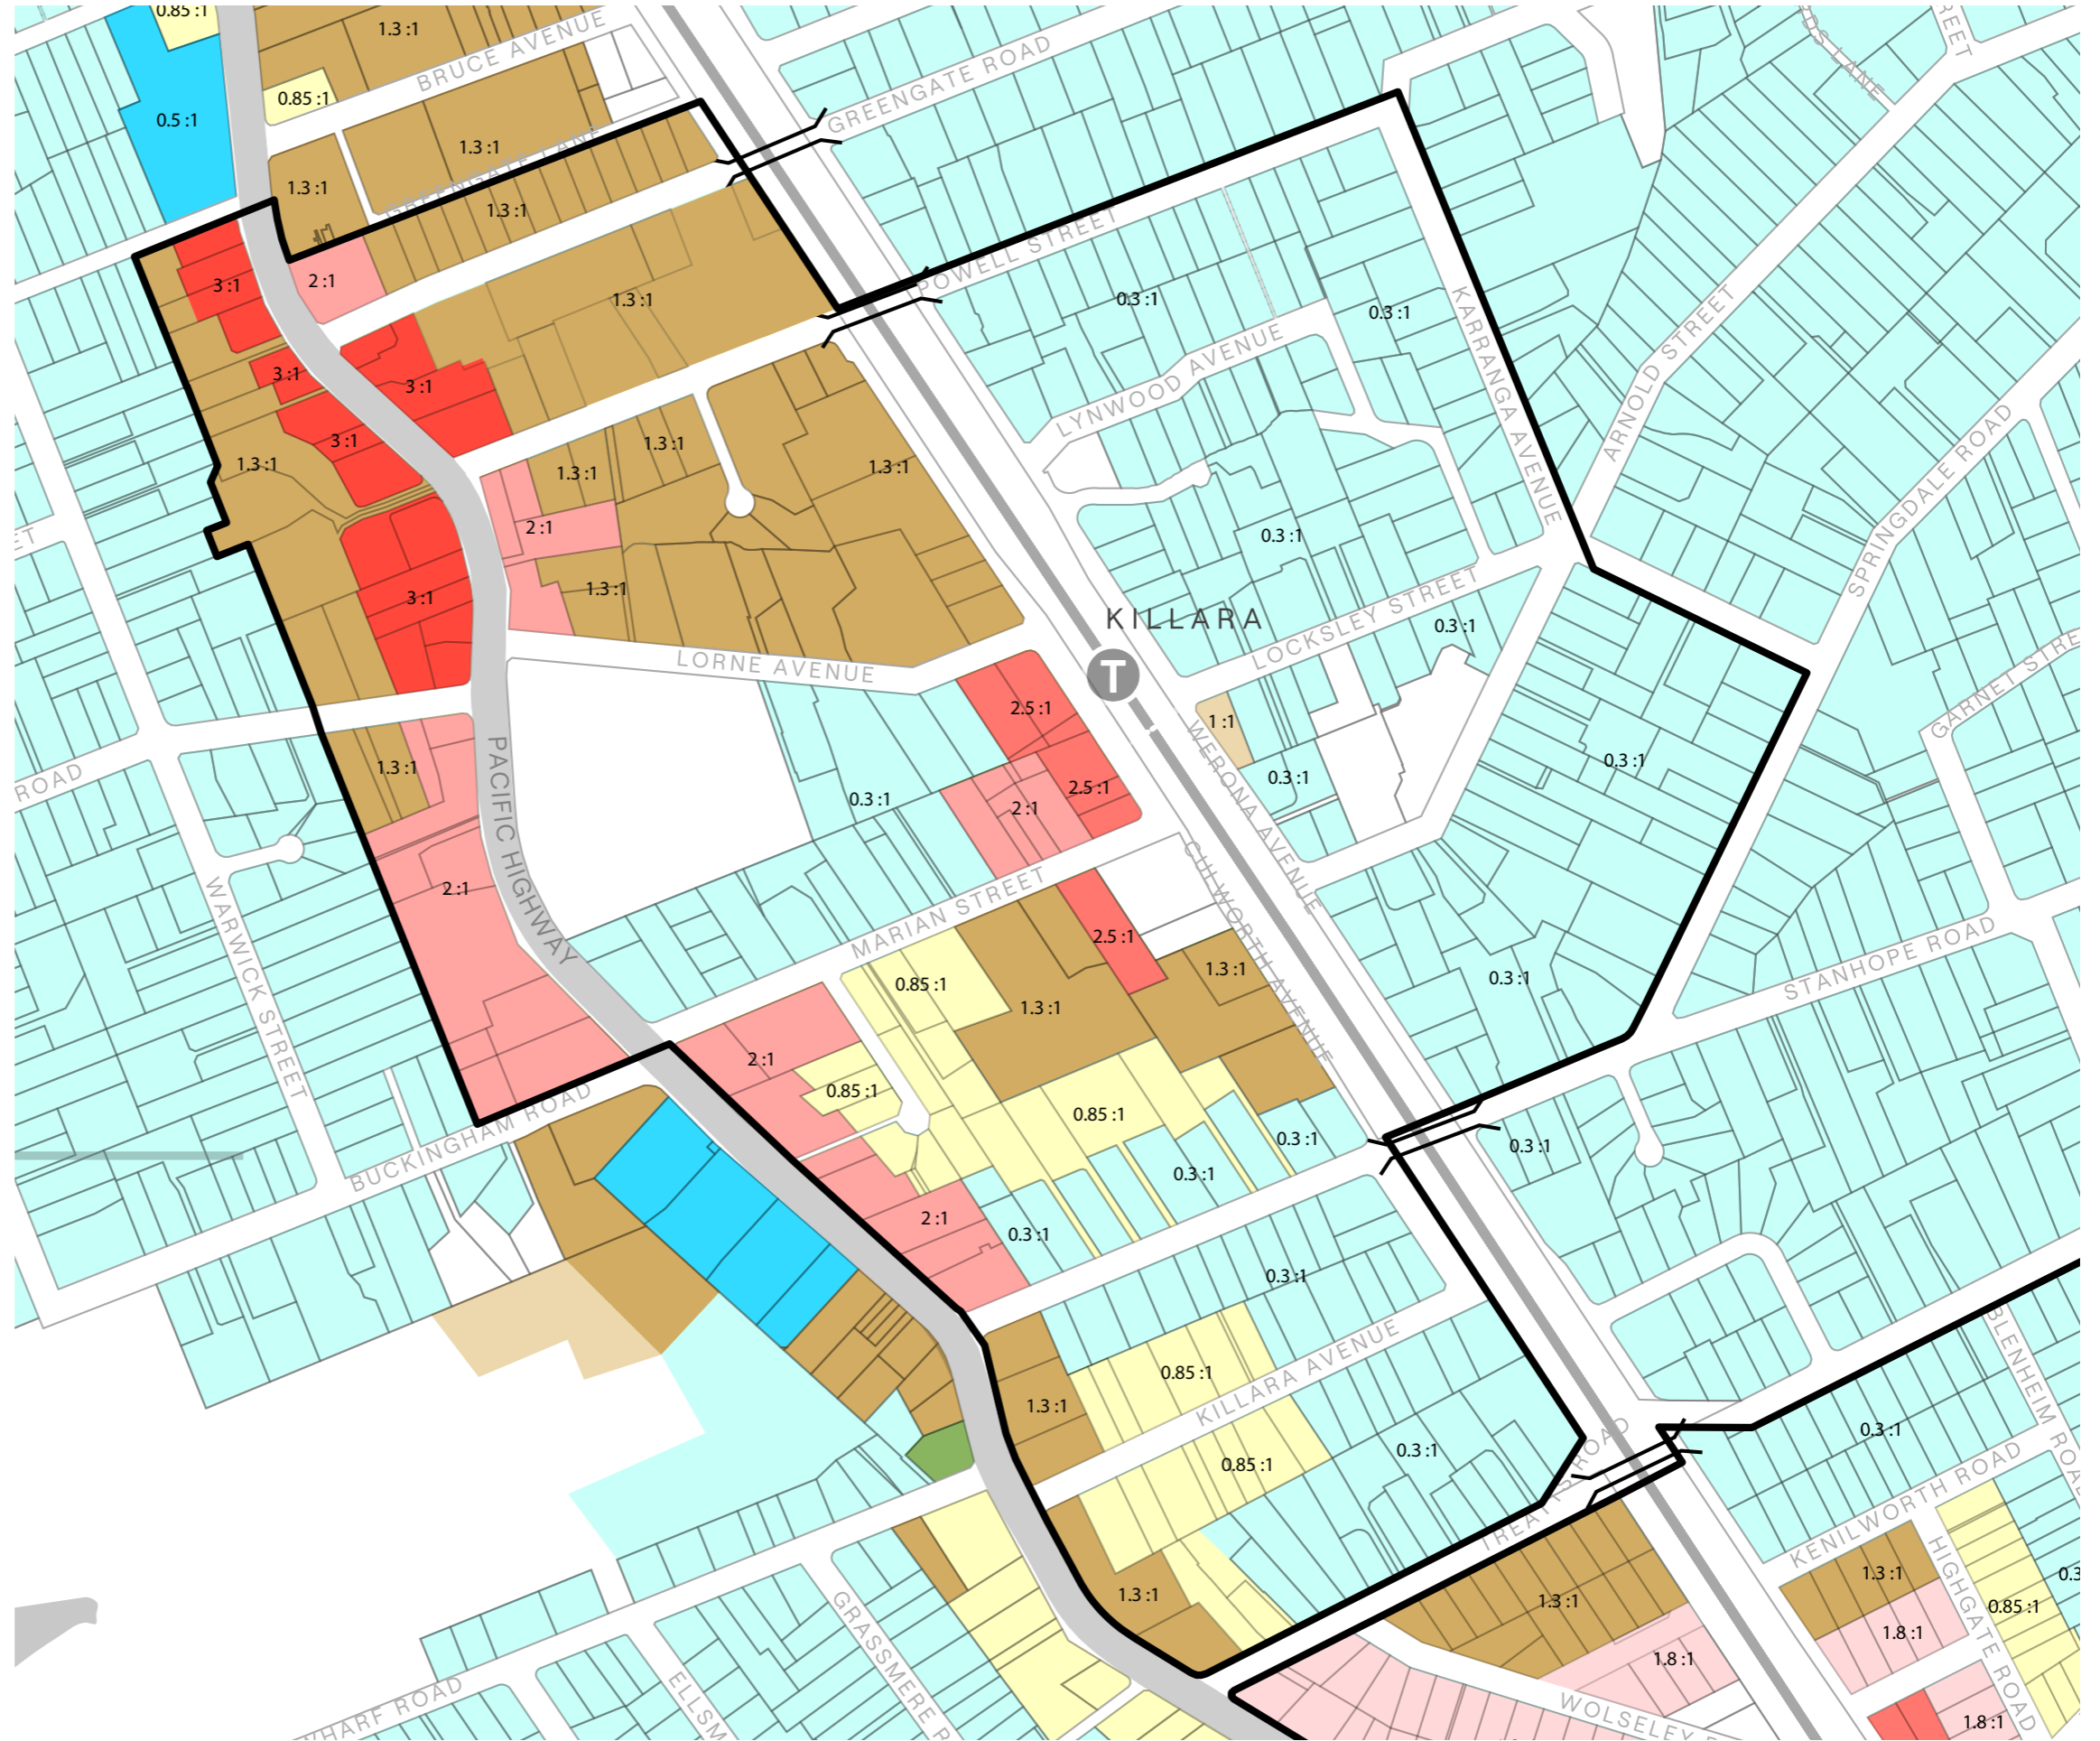 0.85 :1
1.3 :1
BRUCE AVENUE
GREENGATE ROAD
0.85 :1
0.5 :1
1.3 :1
GREENGATE LANE
1.3 :1
1.3 :1
POWELL STREET
3 :1
2 :1
1.3 :1
0.3 :1
0.3 :1
KARRANGA AVENUE
ARNOLD STREET
LYNWOOD AVENUE
3 :1
3 :1
3 :1
1.3 :1
1.3 :1
1.3 :1
1.3 :1
SPRINGDALE ROAD
2 :1
0.3 :1
3 :1
1.3 :1
KILLARA
T
LOCKSLEY STREET
0.3 :1
LORNE AVENUE
2.5 :1
1 :1
WERONA AVENUE
GARNET STRE
ROAD
1.3 :1
PACIFIC HIGHWAY
0.3 :1
2 :1
2.5 :1
0.3 :1
0.3 :1
2 :1
WARWICK STREET
MARIAN STREET
CULWORTH AVENUE
2.5 :1
0.85 :1
1.3 :1
1.3 :1
0.3 :1
STANHOPE ROAD
2 :1
0.85 :1
0.85 :1
0.3 :1
0.3 :1
0.3 :1
BUCKINGHAM ROAD
2 :1
0.3 :1
0.3 :1
0.85 :1
KILLARA AVENUE
1.3 :1
0.85 :1
0.3 :1
0.3 :1
BLENHEIM ROAD
TREATTS ROAD
KENILWORTH ROAD
1.3 :1
1.3 :1
1.3 :1
HIGHGATE ROAD
0.85 :1
0.3
1.8 :1
1.8 :1
1.8 :1
GRASSMERE R
ELLSM
WHARF ROAD
WOLSELEY